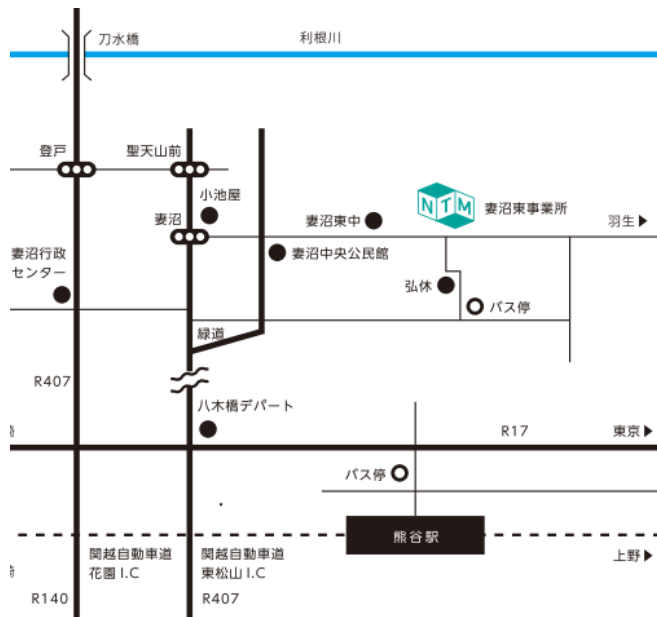 刀水橋
利根川
登戸
聖天山前
小池屋
妻沼
妻沼東中
NTM
妻沼東事業所
羽生
妻沼行政
センター
妻沼中央公民館
弘休
バス停
緑道
R407
八木橋デパート
R17
東京
バス停
熊谷駅
上野
関越自動車道
花園I.C
関越自動車道
東松山I.C
R140
R407